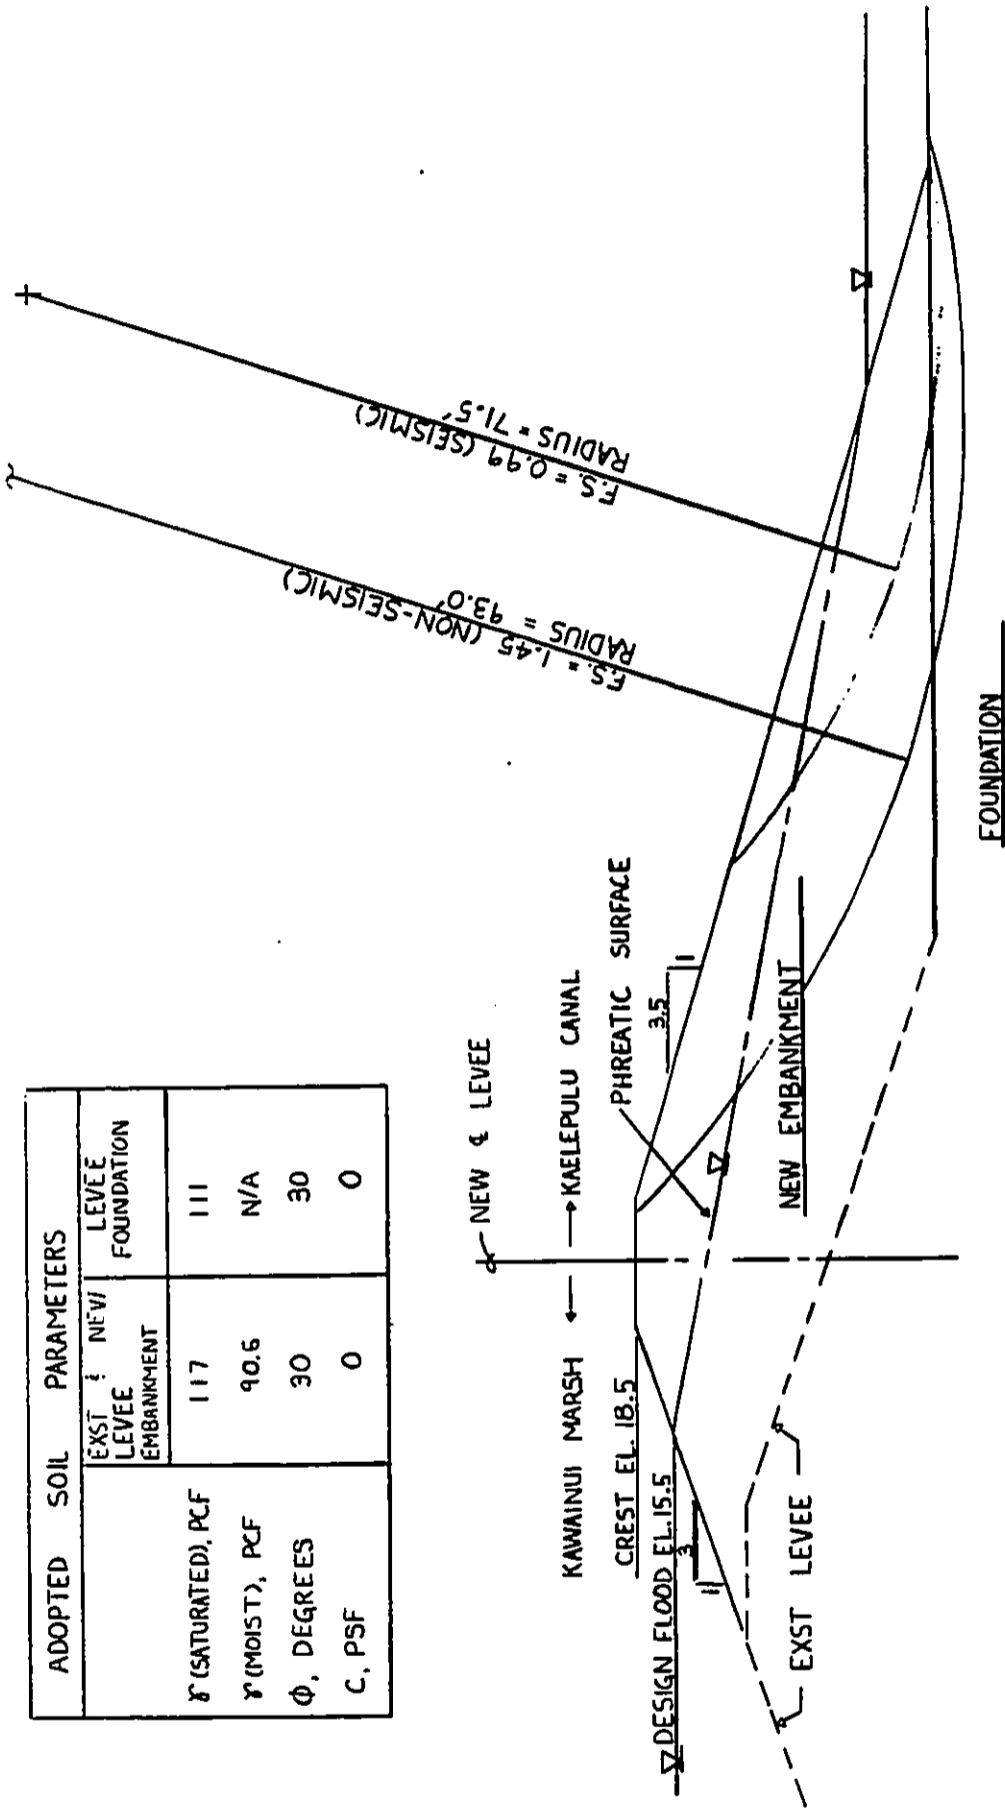 ADOPTED SOIL PARAMETERS
EXST & NEW LEVEE
LEVEE FOUNDATION
EMBANKMENT
γ (SATURATED), PCF 117 111
γ (MOIST), PCF 90.6 N/A
Φ, DEGREES 30 30
C, PSF 0 0
F.S. = 1.45 (NON-SEISMIC)
RADIUS = 93.0'
F.S. = 0.99 (SEISMIC)
RADIUS = 71.5'
NEW ℄ LEVEE
KAWAINUI MARSH ← → KAELEPULU CANAL
CREST EL. 18.5
PHREATIC SURFACE
DESIGN FLOOD EL. 15.5
3.5
1
3
1
NEW EMBANKMENT
EXST LEVEE
FOUNDATION